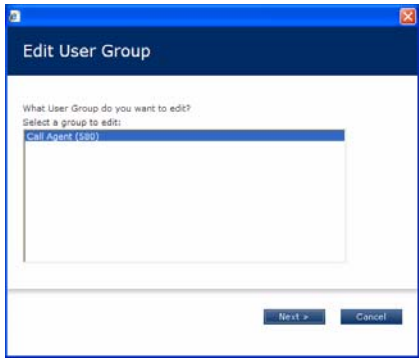 Edit User Group
What User Group do you want to edit?
Select a group to edit:
Call Agent (580)
Next >
Cancel